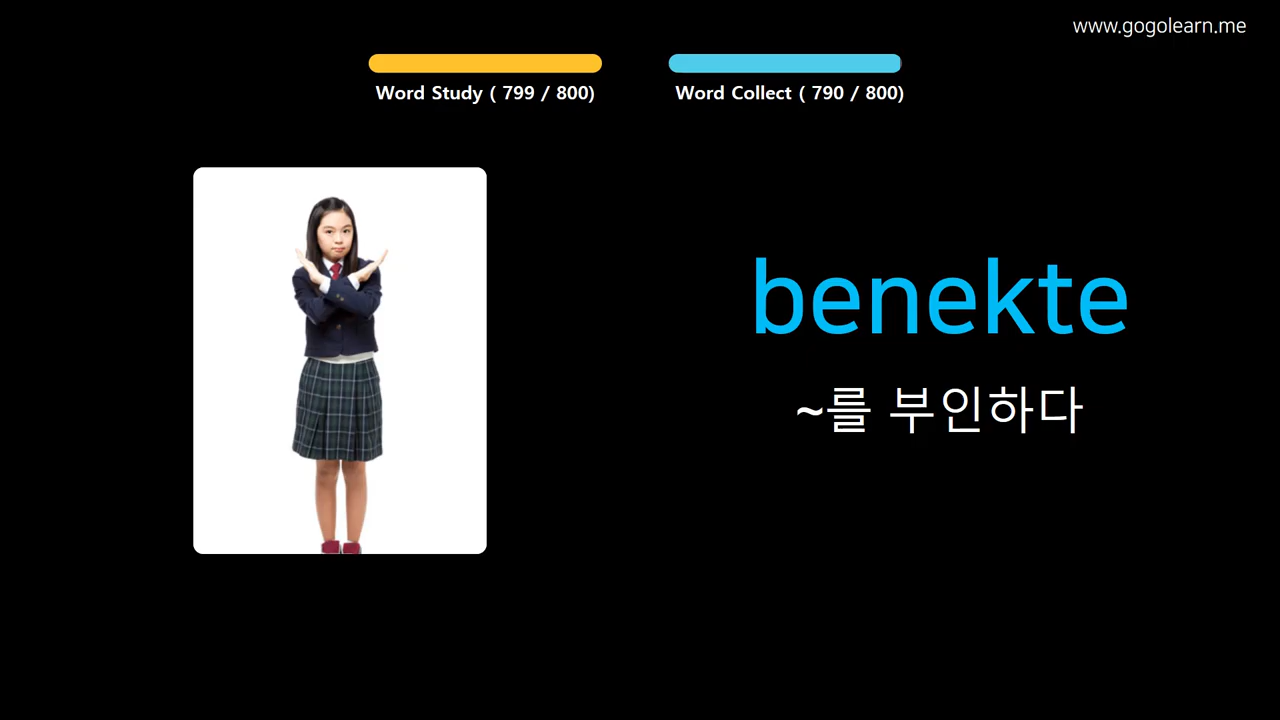 www.gogolearn.me
Word Study ( 799 / 800)
Word Collect ( 790 / 800)
benekte
~를 부인하다